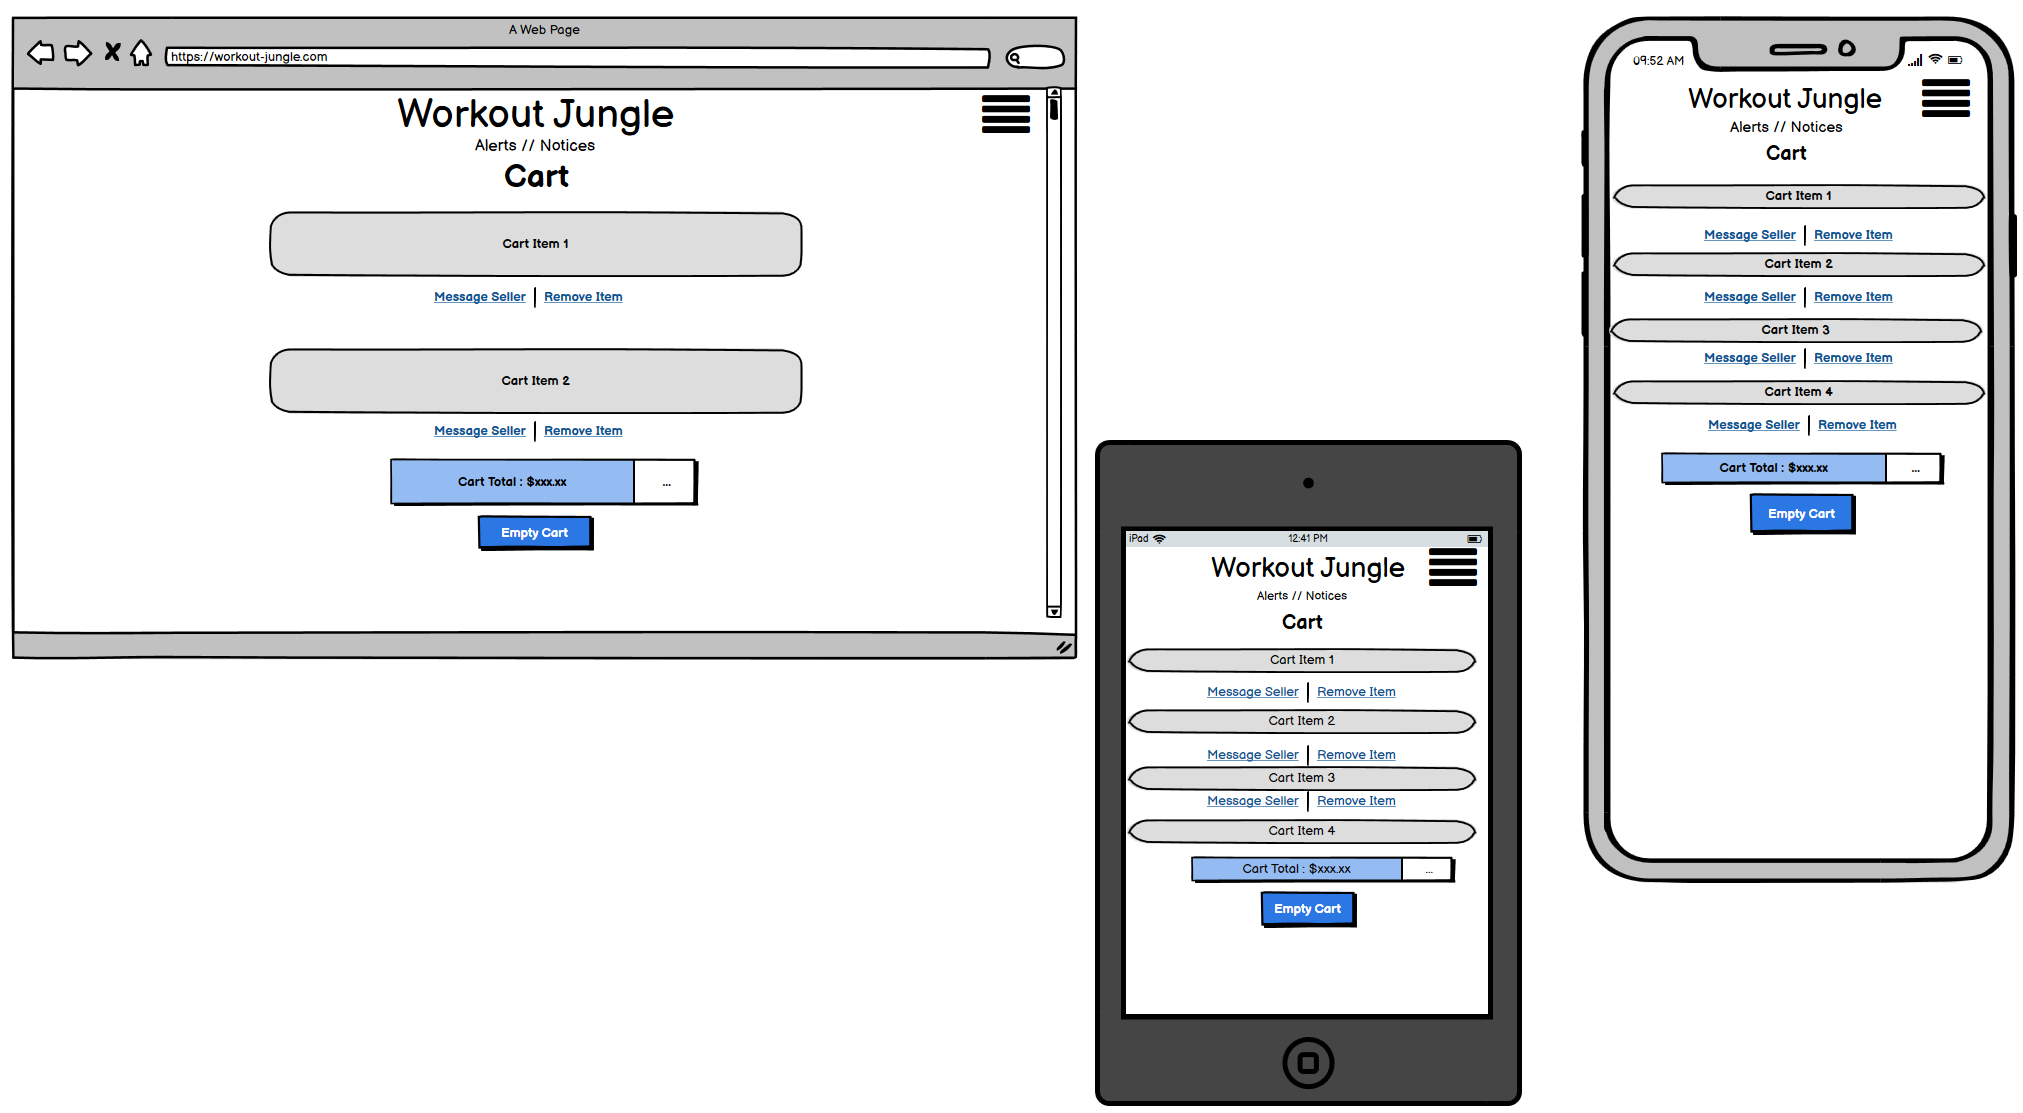 A Web Page
https://workout-jungle.com
Workout Jungle
Alerts // Notices
Cart
Cart Item 1
Message Seller Remove Item
Cart Item 2
Message Seller Remove Item
Cart Total : $xxx.xx ...
Empty Cart
iPad 12:41 PM
Workout Jungle
Alerts // Notices
Cart
Cart Item 1
Message Seller Remove Item
Cart Item 2
Message Seller Remove Item
Cart Item 3
Message Seller Remove Item
Cart Item 4
Cart Total : $xxx.xx ...
Empty Cart
09:52 AM
Workout Jungle
Alerts // Notices
Cart
Cart Item 1
Message Seller Remove Item
Cart Item 2
Message Seller Remove Item
Cart Item 3
Message Seller Remove Item
Cart Item 4
Message Seller Remove Item
Cart Total : $xxx.xx ...
Empty Cart